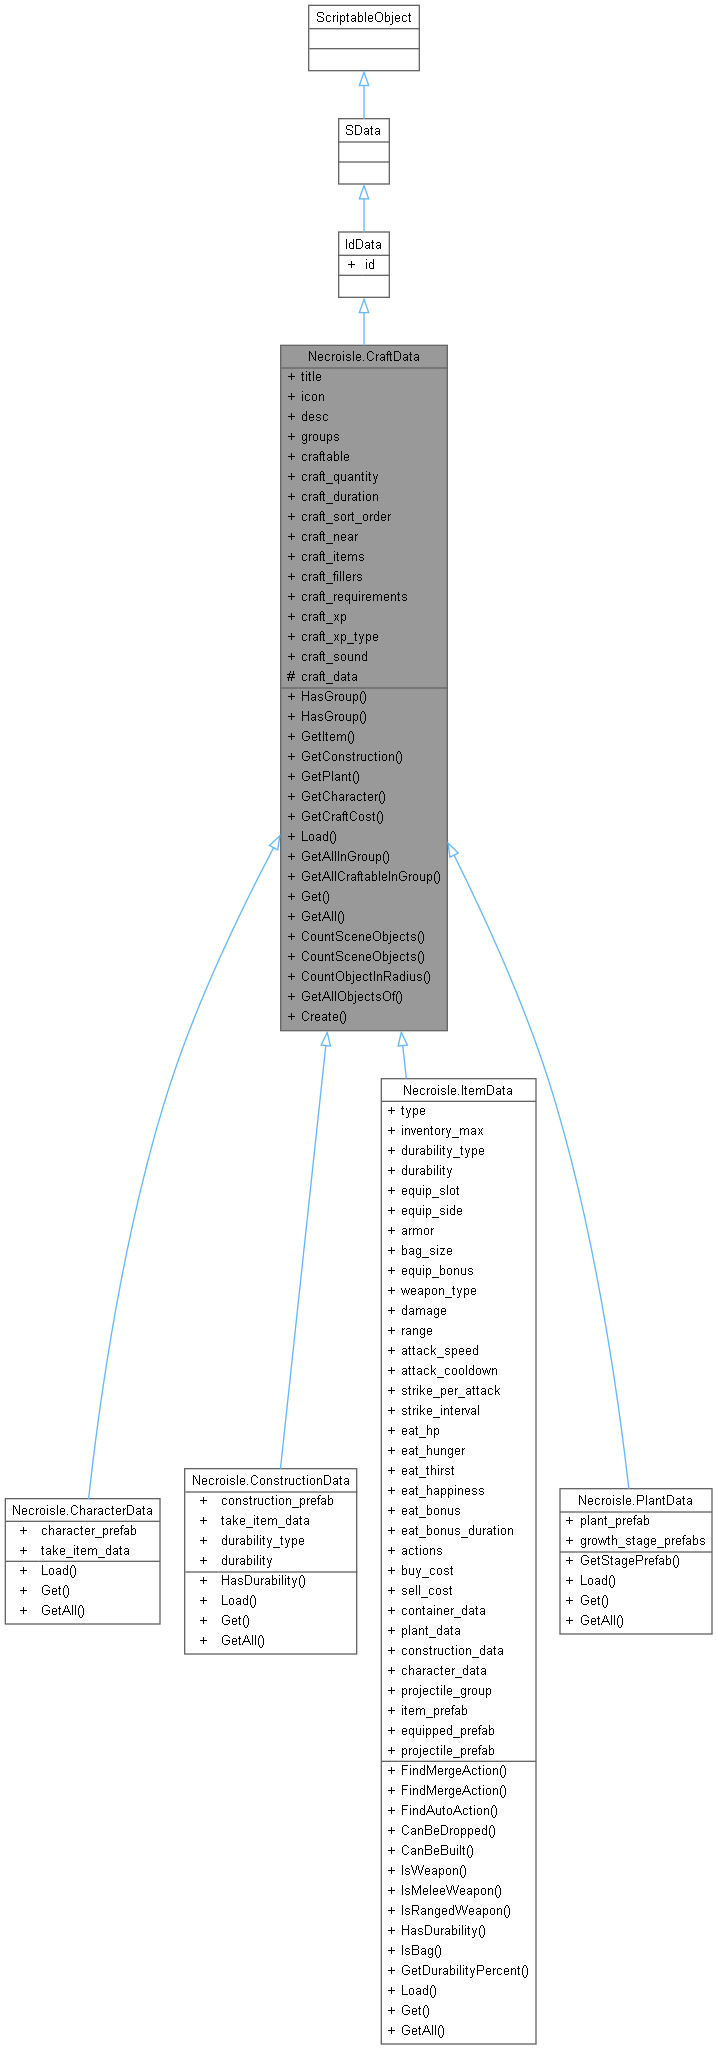 ScriptableObject
SData
IdData
+ id
Necroisle.CraftData
+ title
+ icon
+ desc
+ groups
+ craftable
+ craft_quantity
+ craft_duration
+ craft_sort_order
+ craft_near
+ craft_items
+ craft_fillers
+ craft_requirements
+ craft_xp
+ craft_xp_type
+ craft_sound
# craft_data
+ HasGroup()
+ HasGroup()
+ GetItem()
+ GetConstruction()
+ GetPlant()
+ GetCharacter()
+ GetCraftCost()
+ Load()
+ GetAllInGroup()
+ GetAllCraftableInGroup()
+ Get()
+ GetAll()
+ CountSceneObjects()
+ CountSceneObjects()
+ CountObjectInRadius()
+ GetAllObjectsOf()
+ Create()
Necroisle.CharacterData
+ character_prefab
+ take_item_data
+ Load()
+ Get()
+ GetAll()
Necroisle.ConstructionData
+ construction_prefab
+ take_item_data
+ durability_type
+ durability
+ HasDurability()
+ Load()
+ Get()
+ GetAll()
Necroisle.ItemData
+ type
+ inventory_max
+ durability_type
+ durability
+ equip_slot
+ equip_side
+ armor
+ bag_size
+ equip_bonus
+ weapon_type
+ damage
+ range
+ attack_speed
+ attack_cooldown
+ strike_per_attack
+ strike_interval
+ eat_hp
+ eat_hunger
+ eat_thirst
+ eat_happiness
+ eat_bonus
+ eat_bonus_duration
+ actions
+ buy_cost
+ sell_cost
+ container_data
+ plant_data
+ construction_data
+ character_data
+ projectile_group
+ item_prefab
+ equipped_prefab
+ projectile_prefab
+ FindMergeAction()
+ FindMergeAction()
+ FindAutoAction()
+ CanBeDropped()
+ CanBeBuilt()
+ IsWeapon()
+ IsMeleeWeapon()
+ IsRangedWeapon()
+ HasDurability()
+ IsBag()
+ GetDurabilityPercent()
+ Load()
+ Get()
+ GetAll()
Necroisle.PlantData
+ plant_prefab
+ growth_stage_prefabs
+ GetStagePrefab()
+ Load()
+ Get()
+ GetAll()